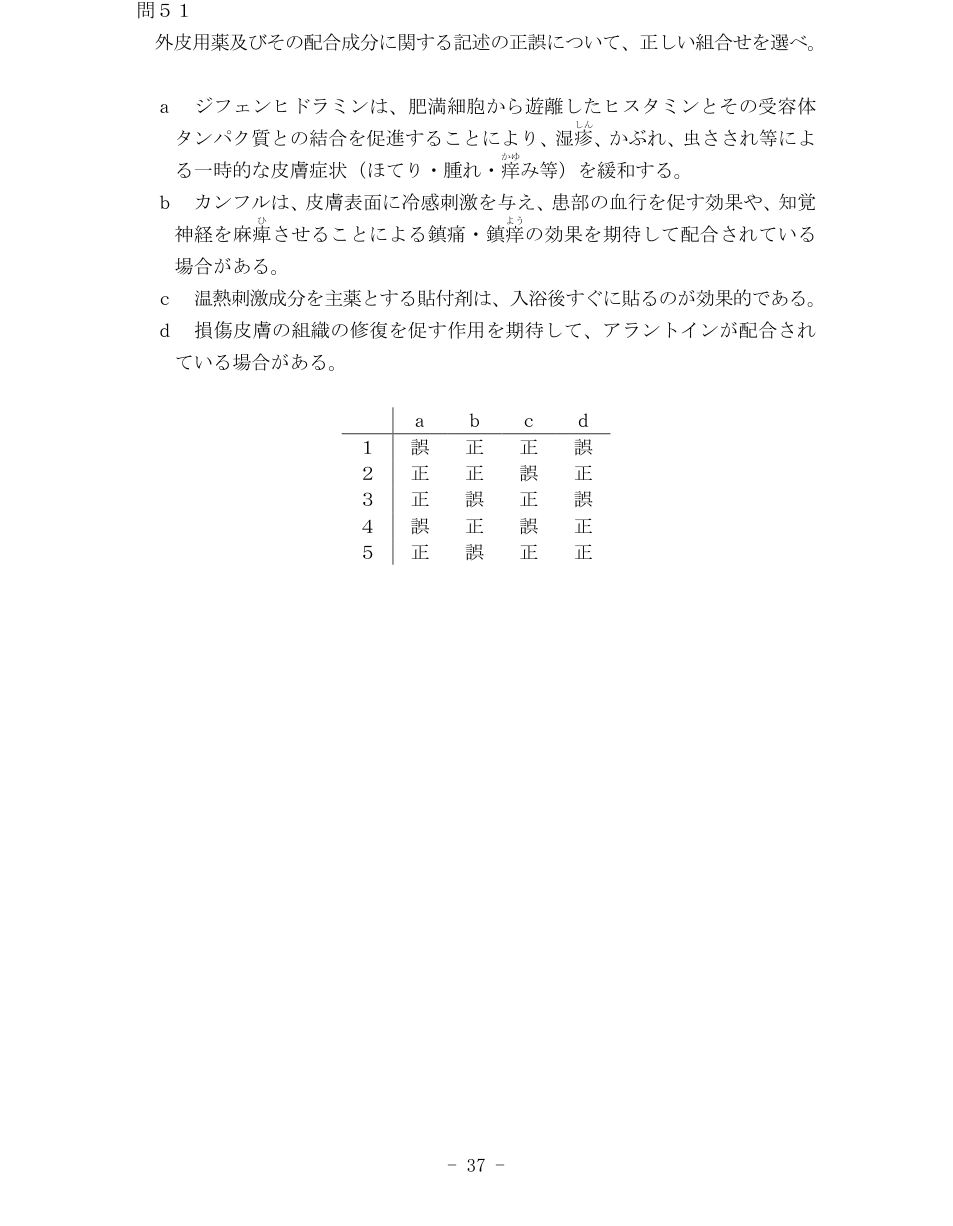 問５１
外皮用薬及びその配合成分に関する記述の正誤について、正しい組合せを選べ。
ａ　ジフェンヒドラミンは、肥満細胞から遊離したヒスタミンとその受容体
しん
タンパク質との結合を促進することにより、湿疹、かぶれ、虫さされ等によ
かゆ
る一時的な皮膚症状（ほてり・腫れ・痒み等）を緩和する。
ｂ　カンフルは、皮膚表面に冷感刺激を与え、患部の血行を促す効果や、知覚
ひ　よう
神経を麻痺させることによる鎮痛・鎮痒の効果を期待して配合されている
場合がある。
ｃ　温熱刺激成分を主薬とする貼付剤は、入浴後すぐに貼るのが効果的である。
ｄ　損傷皮膚の組織の修復を促す作用を期待して、アラントインが配合され
ている場合がある。
ａ　ｂ　ｃ　ｄ
１　誤　正　正　誤
２　正　正　誤　正
３　正　誤　正　誤
４　誤　正　誤　正
５　正　誤　正　正
- 37 -